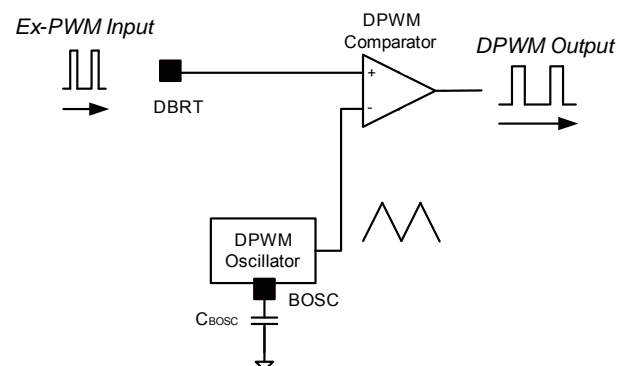 Ex-PWM Input
DPWM
Comparator
DPWM Output
DBRT
+
-
DPWM
Oscillator
BOSC
CBOSC